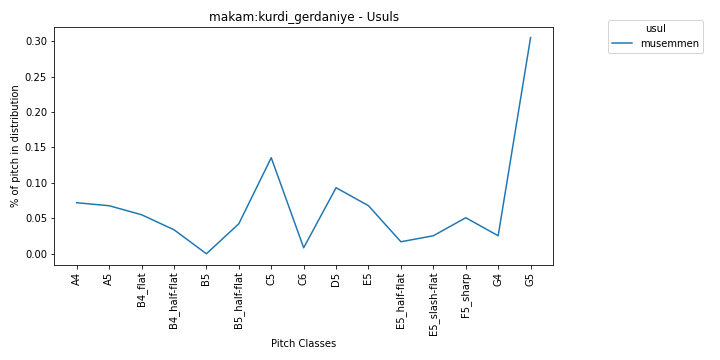 makam:kurdi_gerdaniye - Usuls
usul
musemmen
% of pitch in distribution
0.30
0.25
0.20
0.15
0.10
0.05
0.00
A4
A5
B4_flat
B4_half-flat
B5
B5_half-flat
C5
C6
D5
E5
E5_half-flat
E5_slash-flat
F5_sharp
G4
G5
Pitch Classes